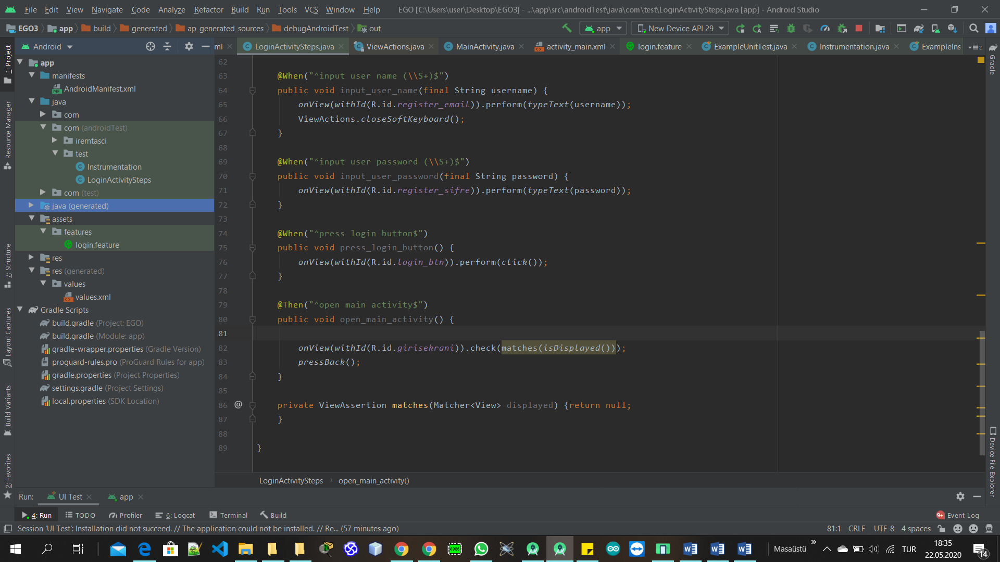 File Edit View Navigate Code Analyze Refactor Build Run Tools VCS Window Help EGO [C:\Users\user\Desktop\EGO3] - ...\app\src\androidTest\java\com\test\LoginActivitySteps.java [app] - Android Studio
EGO3 app build generated ap_generated_sources debugAndroidTest out app New Device API 29
Android ml LoginActivitySteps.java ViewActions.java MainActivity.java activity_main.xml login.feature ExampleUnitTest.java Instrumentation.java ExampleIns 2
1: Project
Resource Manager
7: Structure
Layout Captures
Build Variants
2: Favorites
app
manifests
AndroidManifest.xml
java
com
com (androidTest)
iremtasci
test
Instrumentation
LoginActivitySteps
com (test)
java (generated)
assets
features
login.feature
res
res (generated)
values
values.xml
Gradle Scripts
build.gradle (Project: EGO)
build.gradle (Module: app)
gradle-wrapper.properties (Gradle Version)
proguard-rules.pro (ProGuard Rules for app)
gradle.properties (Project Properties)
settings.gradle (Project Settings)
local.properties (SDK Location)
62
63 @When("^input user name (\\S+)$")
64 public void input_user_name(final String username) {
65 onView(withId(R.id.register_email)).perform(typeText(username));
66 ViewActions.closeSoftKeyboard();
67 }
68
69 @When("^input user password (\\S+)$")
70 public void input_user_password(final String password) {
71 onView(withId(R.id.register_sifre)).perform(typeText(password));
72 }
73
74 @When("^press login button$")
75 public void press_login_button() {
76 onView(withId(R.id.login_btn)).perform(click());
77 }
78
79 @Then("^open main activity$")
80 public void open_main_activity() {
81
82 onView(withId(R.id.girisekrani)).check(matches(isDisplayed()));
83 pressBack();
84 }
85
86 @ private ViewAssertion matches(Matcher<View> displayed) {return null;
87 }
88
89 }
Gradle
Device File Explorer
LoginActivitySteps open_main_activity()
Run: UI Test app
4: Run TODO Profiler 6: Logcat Terminal Build 9+ Event Log
Session 'UI Test': Installation did not succeed. // The application could not be installed. // Re... (57 minutes ago) 81:1 CRLF UTF-8 4 spaces
Masaüstü » TUR 18:35
22.05.2020 14